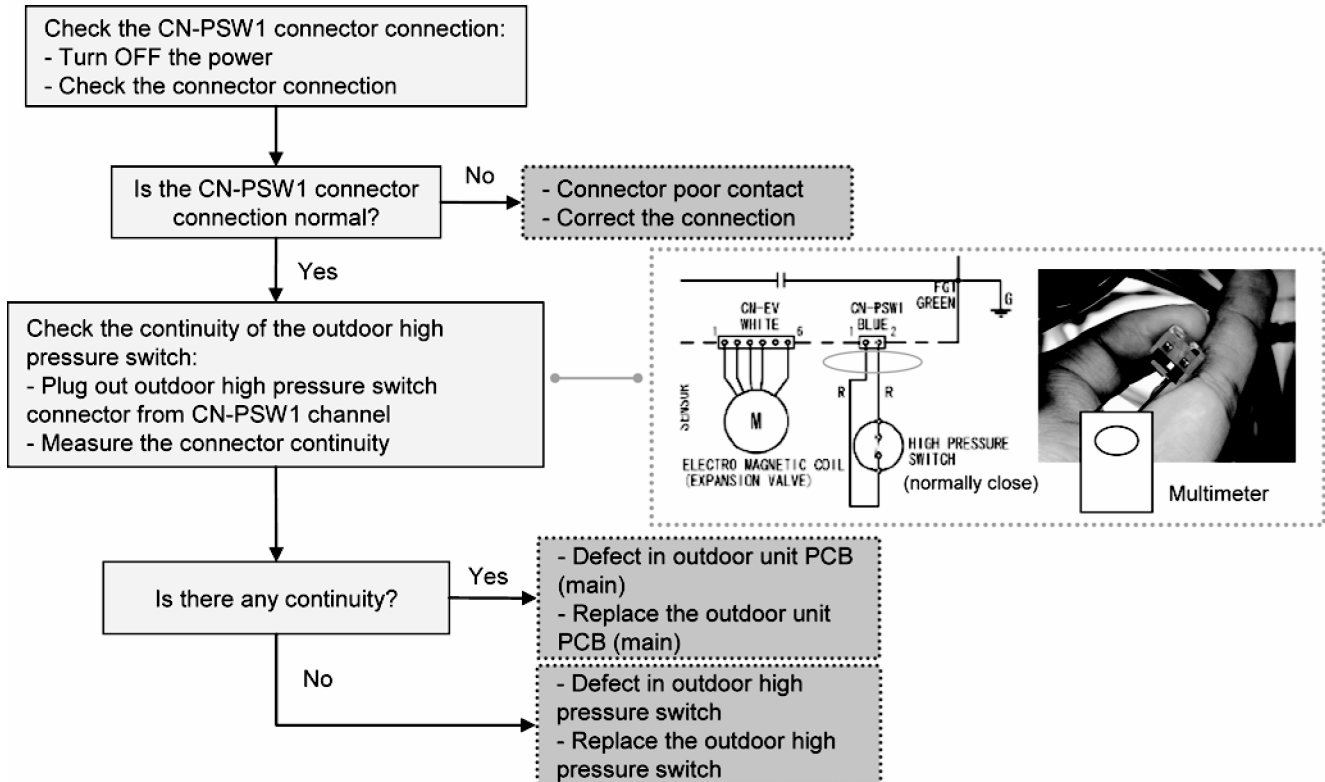 Check the CN-PSW1 connector connection:
- Turn OFF the power
- Check the connector connection
Is the CN-PSW1 connector
connection normal?
No
- Connector poor contact
- Correct the connection
Yes
Check the continuity of the outdoor high
pressure switch:
- Plug out outdoor high pressure switch
connector from CN-PSW1 channel
- Measure the connector continuity
CN-EV
WHITE
1
6
CN-PSW1
BLUE
1
2
FG1
GREEN
G
SENSOR
M
ELECTRO MAGNETIC COIL
(EXPANSION VALVE)
R
R
HIGH PRESSURE
SWITCH
(normally close)
Multimeter
Is there any continuity?
Yes
- Defect in outdoor unit PCB
(main)
- Replace the outdoor unit
PCB (main)
No
- Defect in outdoor high
pressure switch
- Replace the outdoor high
pressure switch